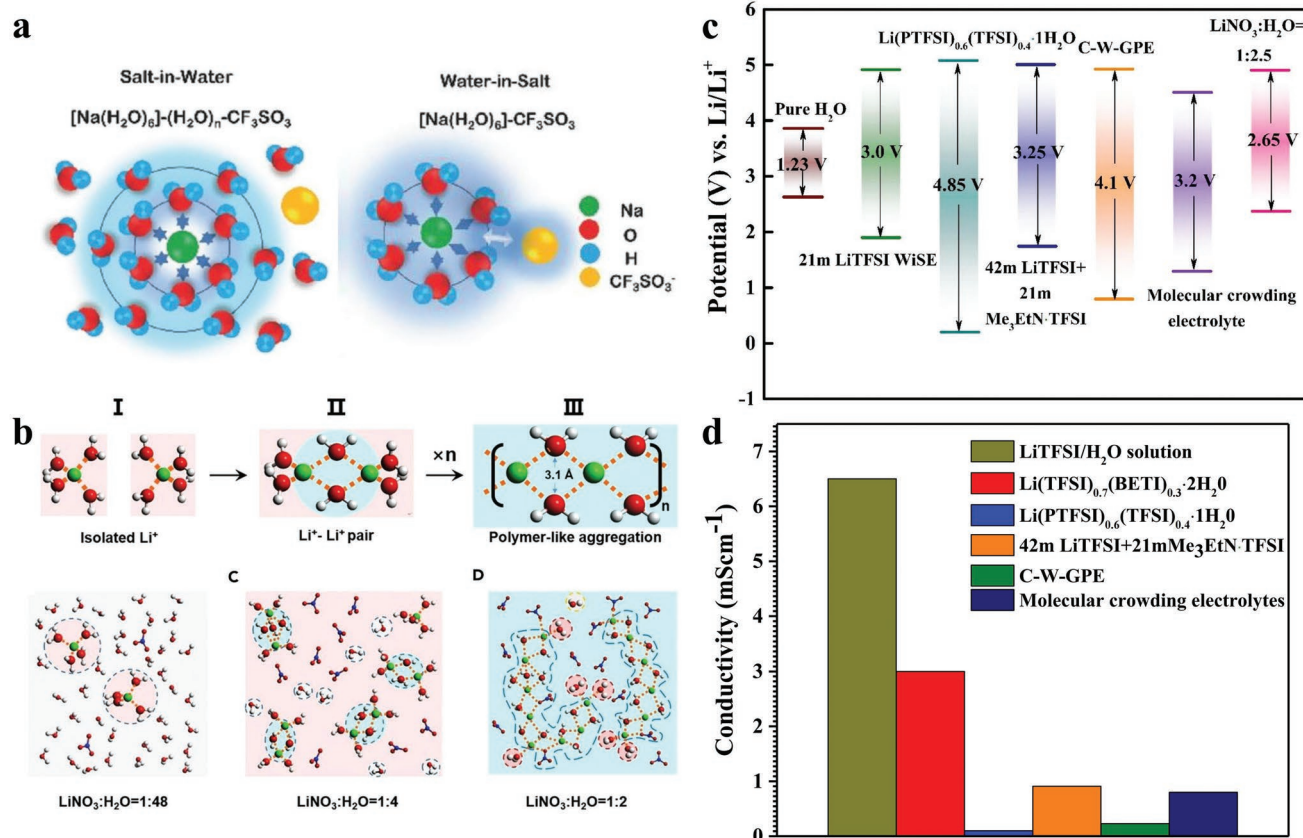 a
Salt-in-Water
[Na(H₂O)₆]-(H₂O)ₙ-CF₃SO₃
Water-in-Salt
[Na(H₂O)₆]-CF₃SO₃
Na
O
H
CF₃SO₃⁻
b
I
II
III
×n
3.1 Å
n
Isolated Li⁺
Li⁺- Li⁺ pair
Polymer-like aggregation
C
D
LiNO₃:H₂O=1:48
LiNO₃:H₂O=1:4
LiNO₃:H₂O=1:2
c
Potential (V) vs. Li/Li⁺
6
5
4
3
2
1
0
-1
Pure H₂O
1.23 V
3.0 V
21m LiTFSI WiSE
Li(PTFSI)₀.₆(TFSI)₀.₄·1H₂O
4.85 V
3.25 V
42m LiTFSI+
21m
Me₃EtN·TFSI
C-W-GPE
4.1 V
3.2 V
Molecular crowding
electrolyte
LiNO₃:H₂O=
1:2.5
2.65 V
d
Conductivity (mScm⁻¹)
7
6
5
4
3
2
1
0
LiTFSI/H₂O solution
Li(TFSI)₀.₇(BETI)₀.₃·2H₂0
Li(PTFSI)₀.₆(TFSI)₀.₄·1H₂0
42m LiTFSI+21mMe₃EtN·TFSI
C-W-GPE
Molecular crowding electrolytes